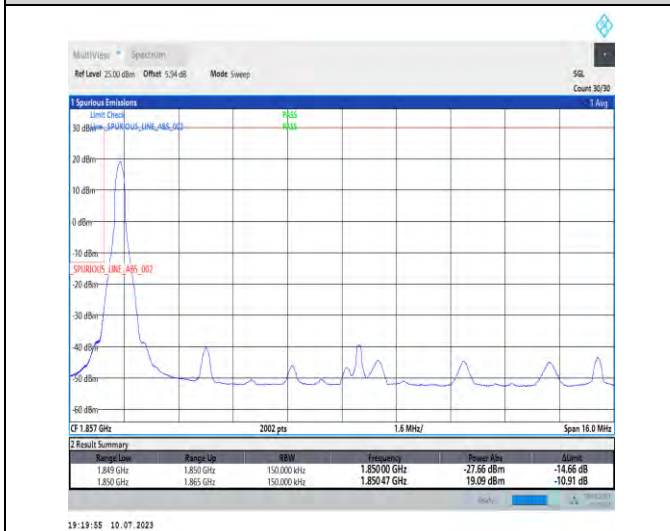 MultiView Spectrum
Ref Level 25.00 dBm Offset 5.94 dB Mode Sweep SGL
Count 30/30
1 Spurious Emissions 1 Avg
Limit Check PASS
30 dBm Line _SPURIOUS_LINE_ABS_002 PASS
20 dBm
10 dBm
0 dBm
-10 dBm
_SPURIOUS_LINE_ABS_002
-20 dBm
-30 dBm
-40 dBm
-50 dBm
-60 dBm
CF 1.857 GHz 2002 pts 1.6 MHz/ Span 16.0 MHz
2 Result Summary
Range Low Range Up RBW Frequency Power Abs ΔLimit
1.849 GHz 1.850 GHz 150.000 kHz 1.85000 GHz -27.66 dBm -14.66 dB
1.850 GHz 1.865 GHz 150.000 kHz 1.85047 GHz 19.09 dBm -10.91 dB
Ready
19:19:55 10.07.2023